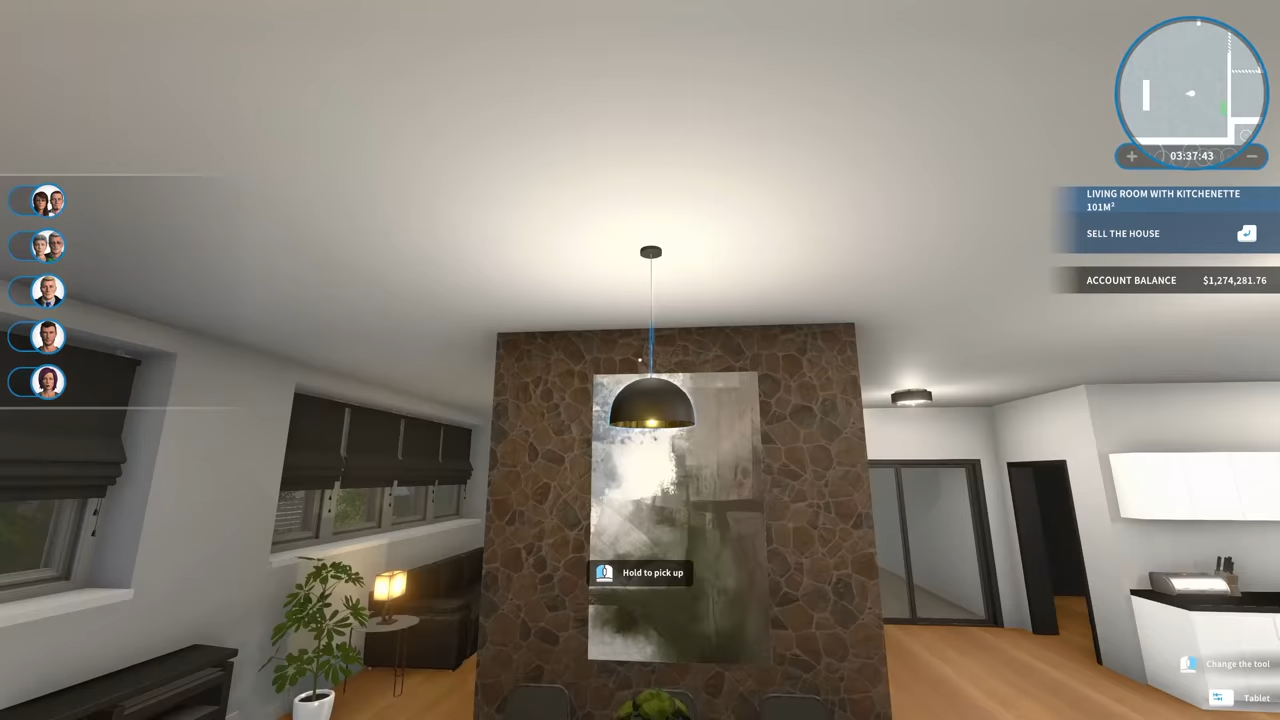 03:37:43
LIVING ROOM WITH KITCHENETTE
101M²
SELL THE HOUSE
ACCOUNT BALANCE $1,274,281.76
Hold to pick up
Change the tool
Tablet